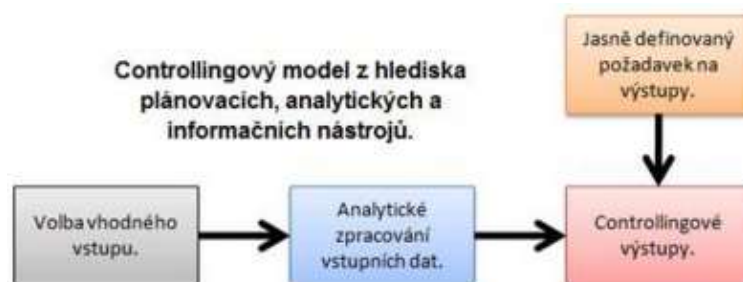 Controllingový model z hlediska
plánovacích, analytických a
informačních nástrojů.
Jasně definovaný
požadavek na
výstupy.
Volba vhodného
vstupu.
Analytické
zpracování
vstupních dat.
Controllingové
výstupy.